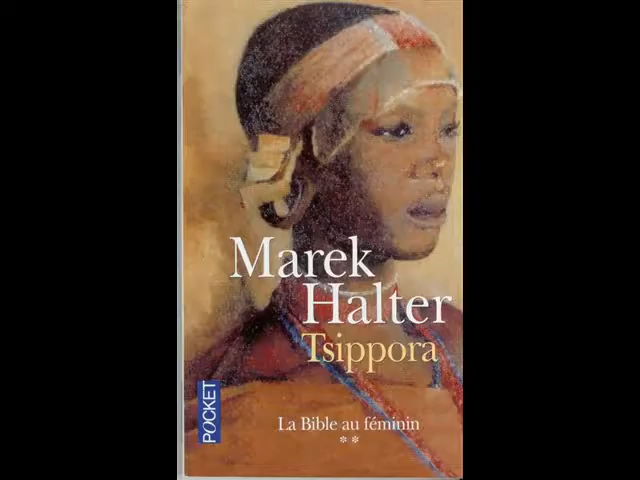 Marek
Halter
Tsippora
POCKET
La Bible au féminin
**